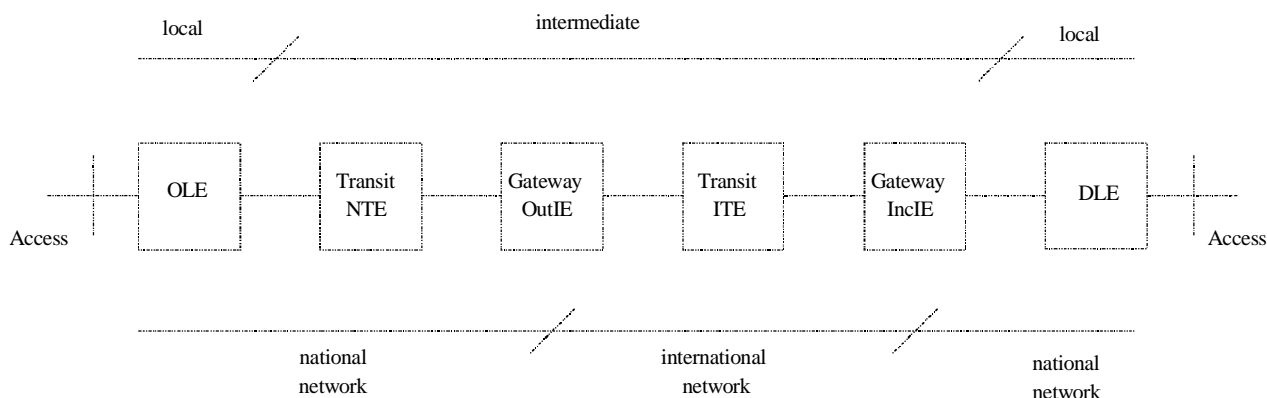 local
intermediate
local
OLE
Transit
NTE
Gateway
OutIE
Transit
ITE
Gateway
IncIE
DLE
Access
Access
national
network
international
network
national
network